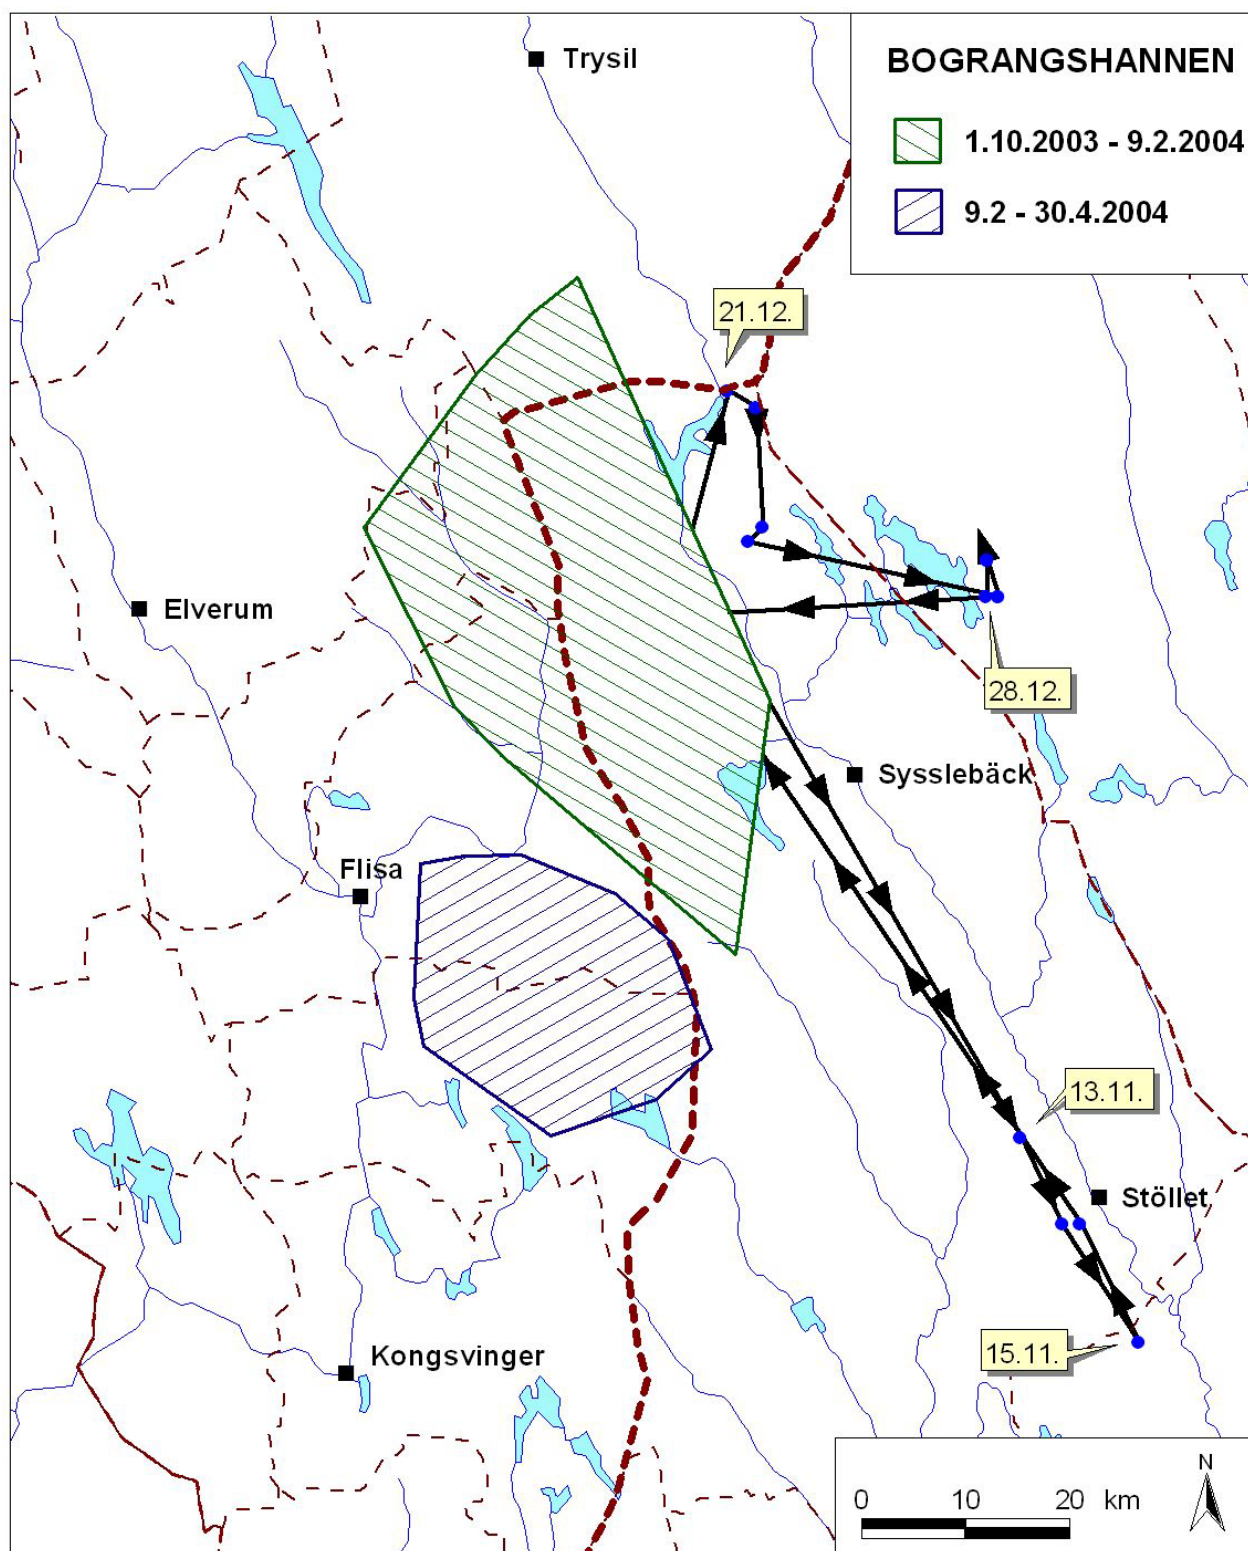 Trysil
BOGRANGSHANNEN
1.10.2003 - 9.2.2004
9.2 - 30.4.2004
21.12.
Elverum
28.12.
Sysslebäck
Flisa
13.11.
Stöllet
15.11.
Kongsvinger
N
0 10 20 km